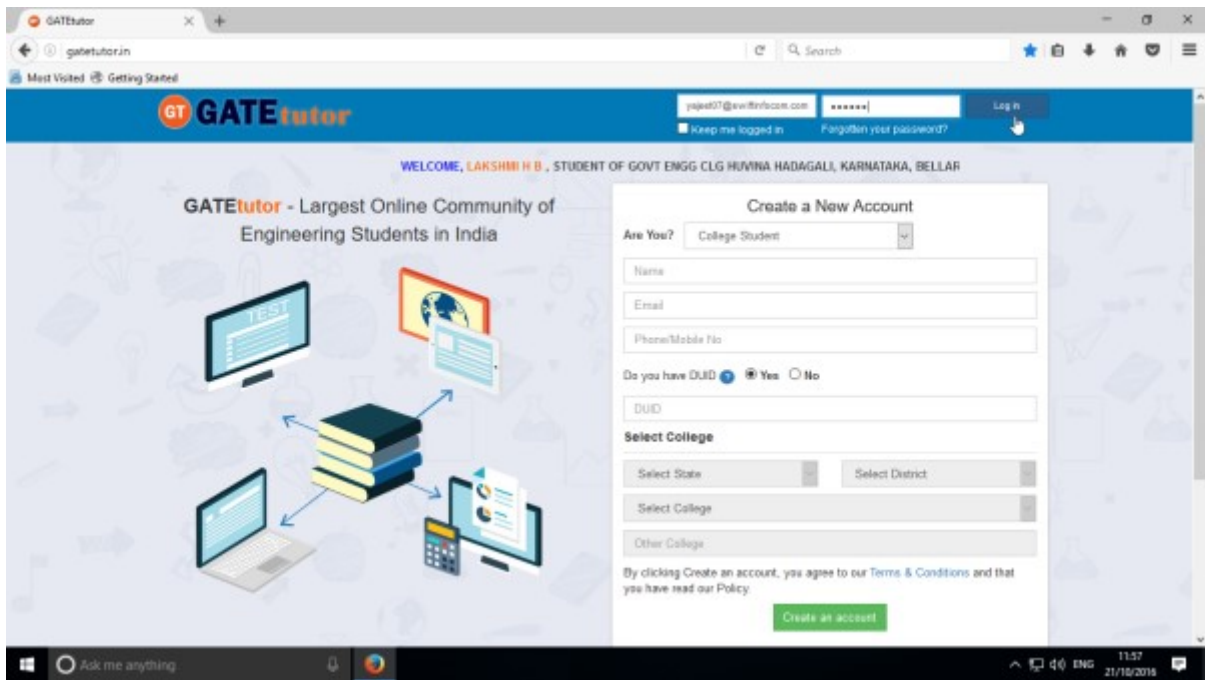 GATEtutor
gatetutor.in
Search
Most Visited Getting Started
GT GATEtutor
Log in
Keep me logged in Forgotten your password?
WELCOME, LAKSHMI H B , STUDENT OF GOVT ENGG CLG HUVINA HADAGALI, KARNATAKA, BELLAR
GATEtutor - Largest Online Community of
Engineering Students in India
TEST
Create a New Account
Are You? College Student
Name
Email
Phone/Mobile No
Do you have DUID ? Yes No
DUID
Select College
Select State Select District
Select College
Other College
By clicking Create an account, you agree to our Terms & Conditions and that
you have read our Policy.
Create an account
Ask me anything
ENG
11:57
21/10/2016